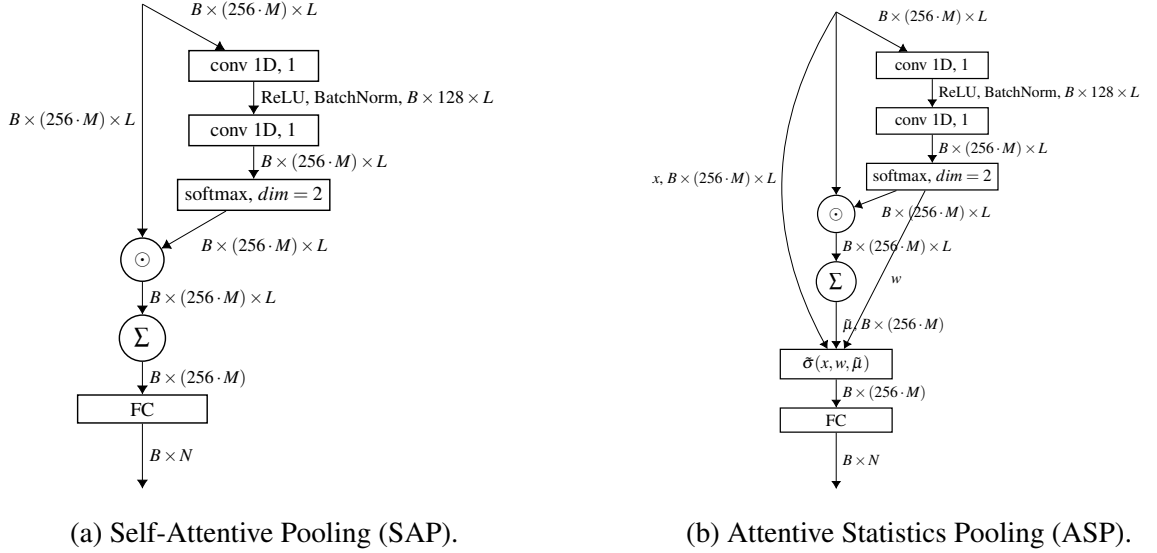 B × (256 · M) × L
conv 1D, 1
ReLU, BatchNorm, B × 128 × L
B × (256 · M) × L
conv 1D, 1
B × (256 · M) × L
softmax, dim = 2
B × (256 · M) × L
⊙
B × (256 · M) × L
Σ
B × (256 · M)
FC
B × N
(a) Self-Attentive Pooling (SAP).
B × (256 · M) × L
conv 1D, 1
ReLU, BatchNorm, B × 128 × L
conv 1D, 1
B × (256 · M) × L
x, B × (256 · M) × L
softmax, dim = 2
B × (256 · M) × L
⊙
B × (256 · M) × L
w
Σ
μ̃, B × (256 · M)
σ̃(x, w, μ̃)
B × (256 · M)
FC
B × N
(b) Attentive Statistics Pooling (ASP).